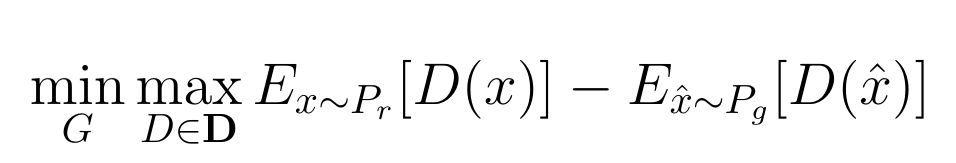 min max E_{x∼P_r}[D(x)] − E_{x̂∼P_g}[D(x̂)]
G D∈𝐃